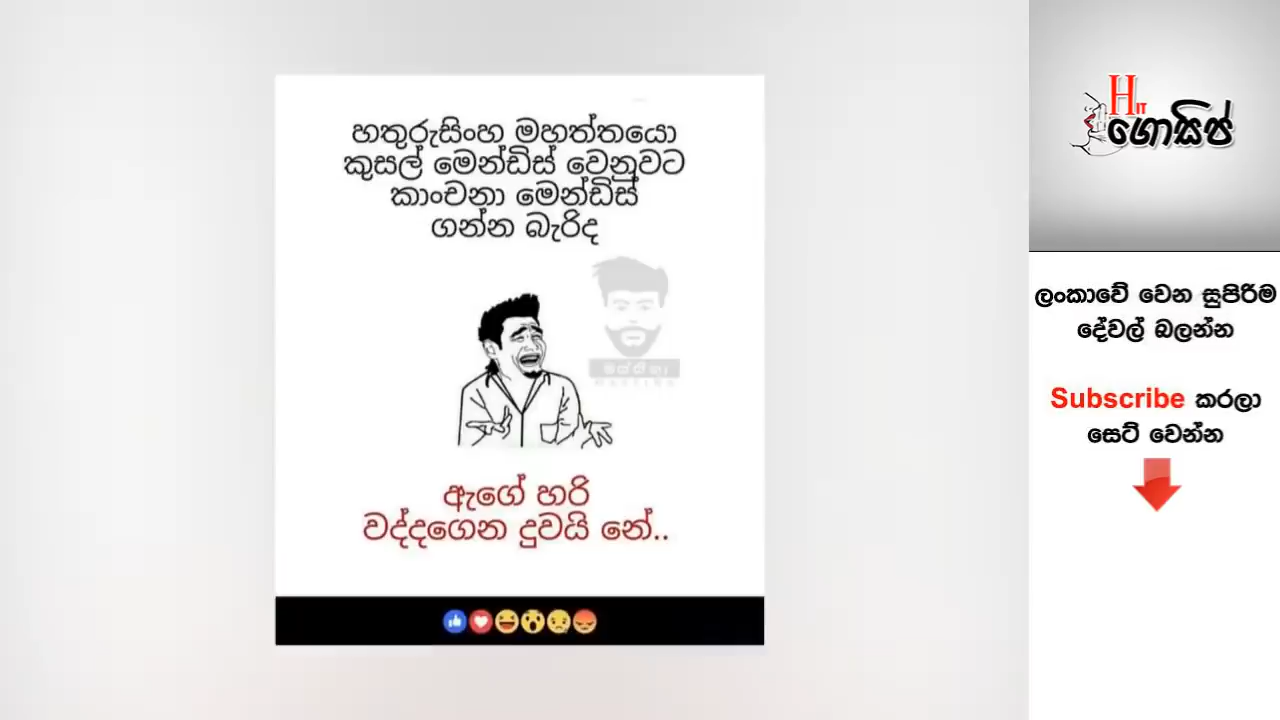 හතුරුසිංහ මහත්තයො
කුසල් මෙන්ඩිස් වෙනුවට
කාංචනා මෙන්ඩිස්
ගන්න බැරිද
ඇගේ හරි
වද්දගෙන දුවයි නේ..
HIT
ගොසිප්
ලංකාවේ වෙන සුපිරිම
දේවල් බලන්න
Subscribe කරලා
සෙට් වෙන්න